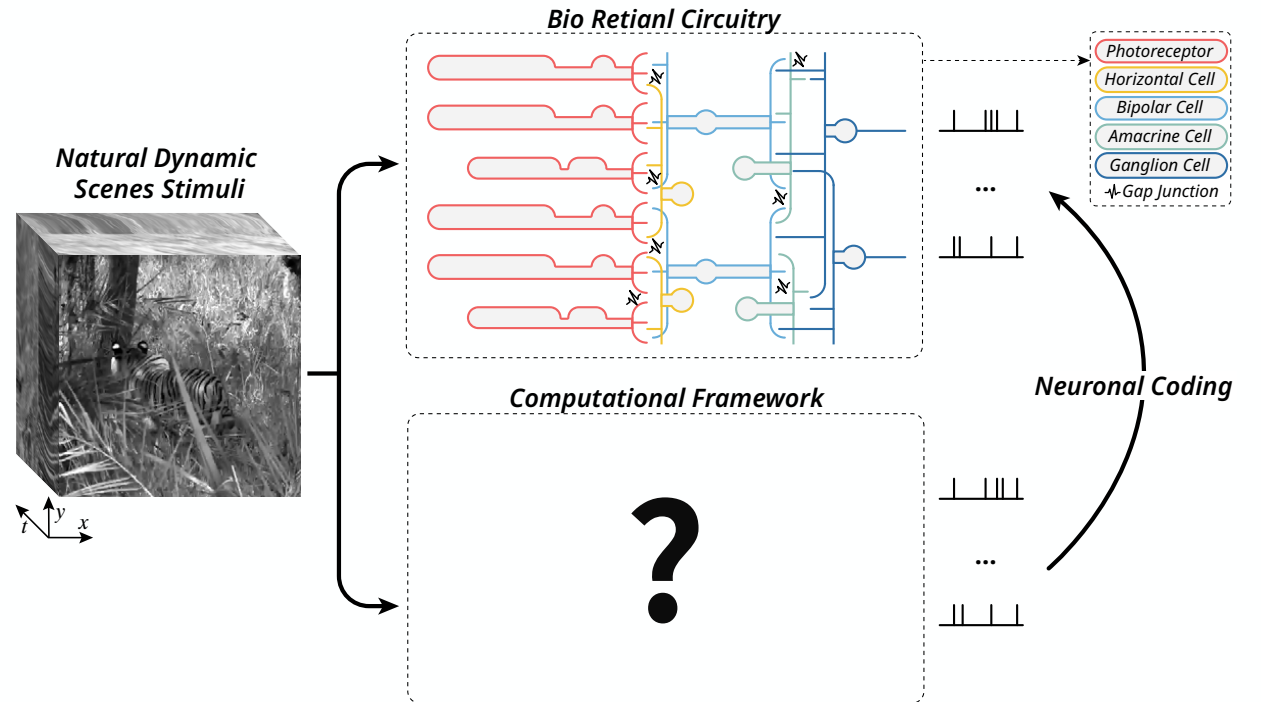 Bio Retianl Circuitry
Photoreceptor
Horizontal Cell
Bipolar Cell
Amacrine Cell
Ganglion Cell
Gap Junction
Natural Dynamic
Scenes Stimuli
...
y
t
x
Computational Framework
?
Neuronal Coding
...